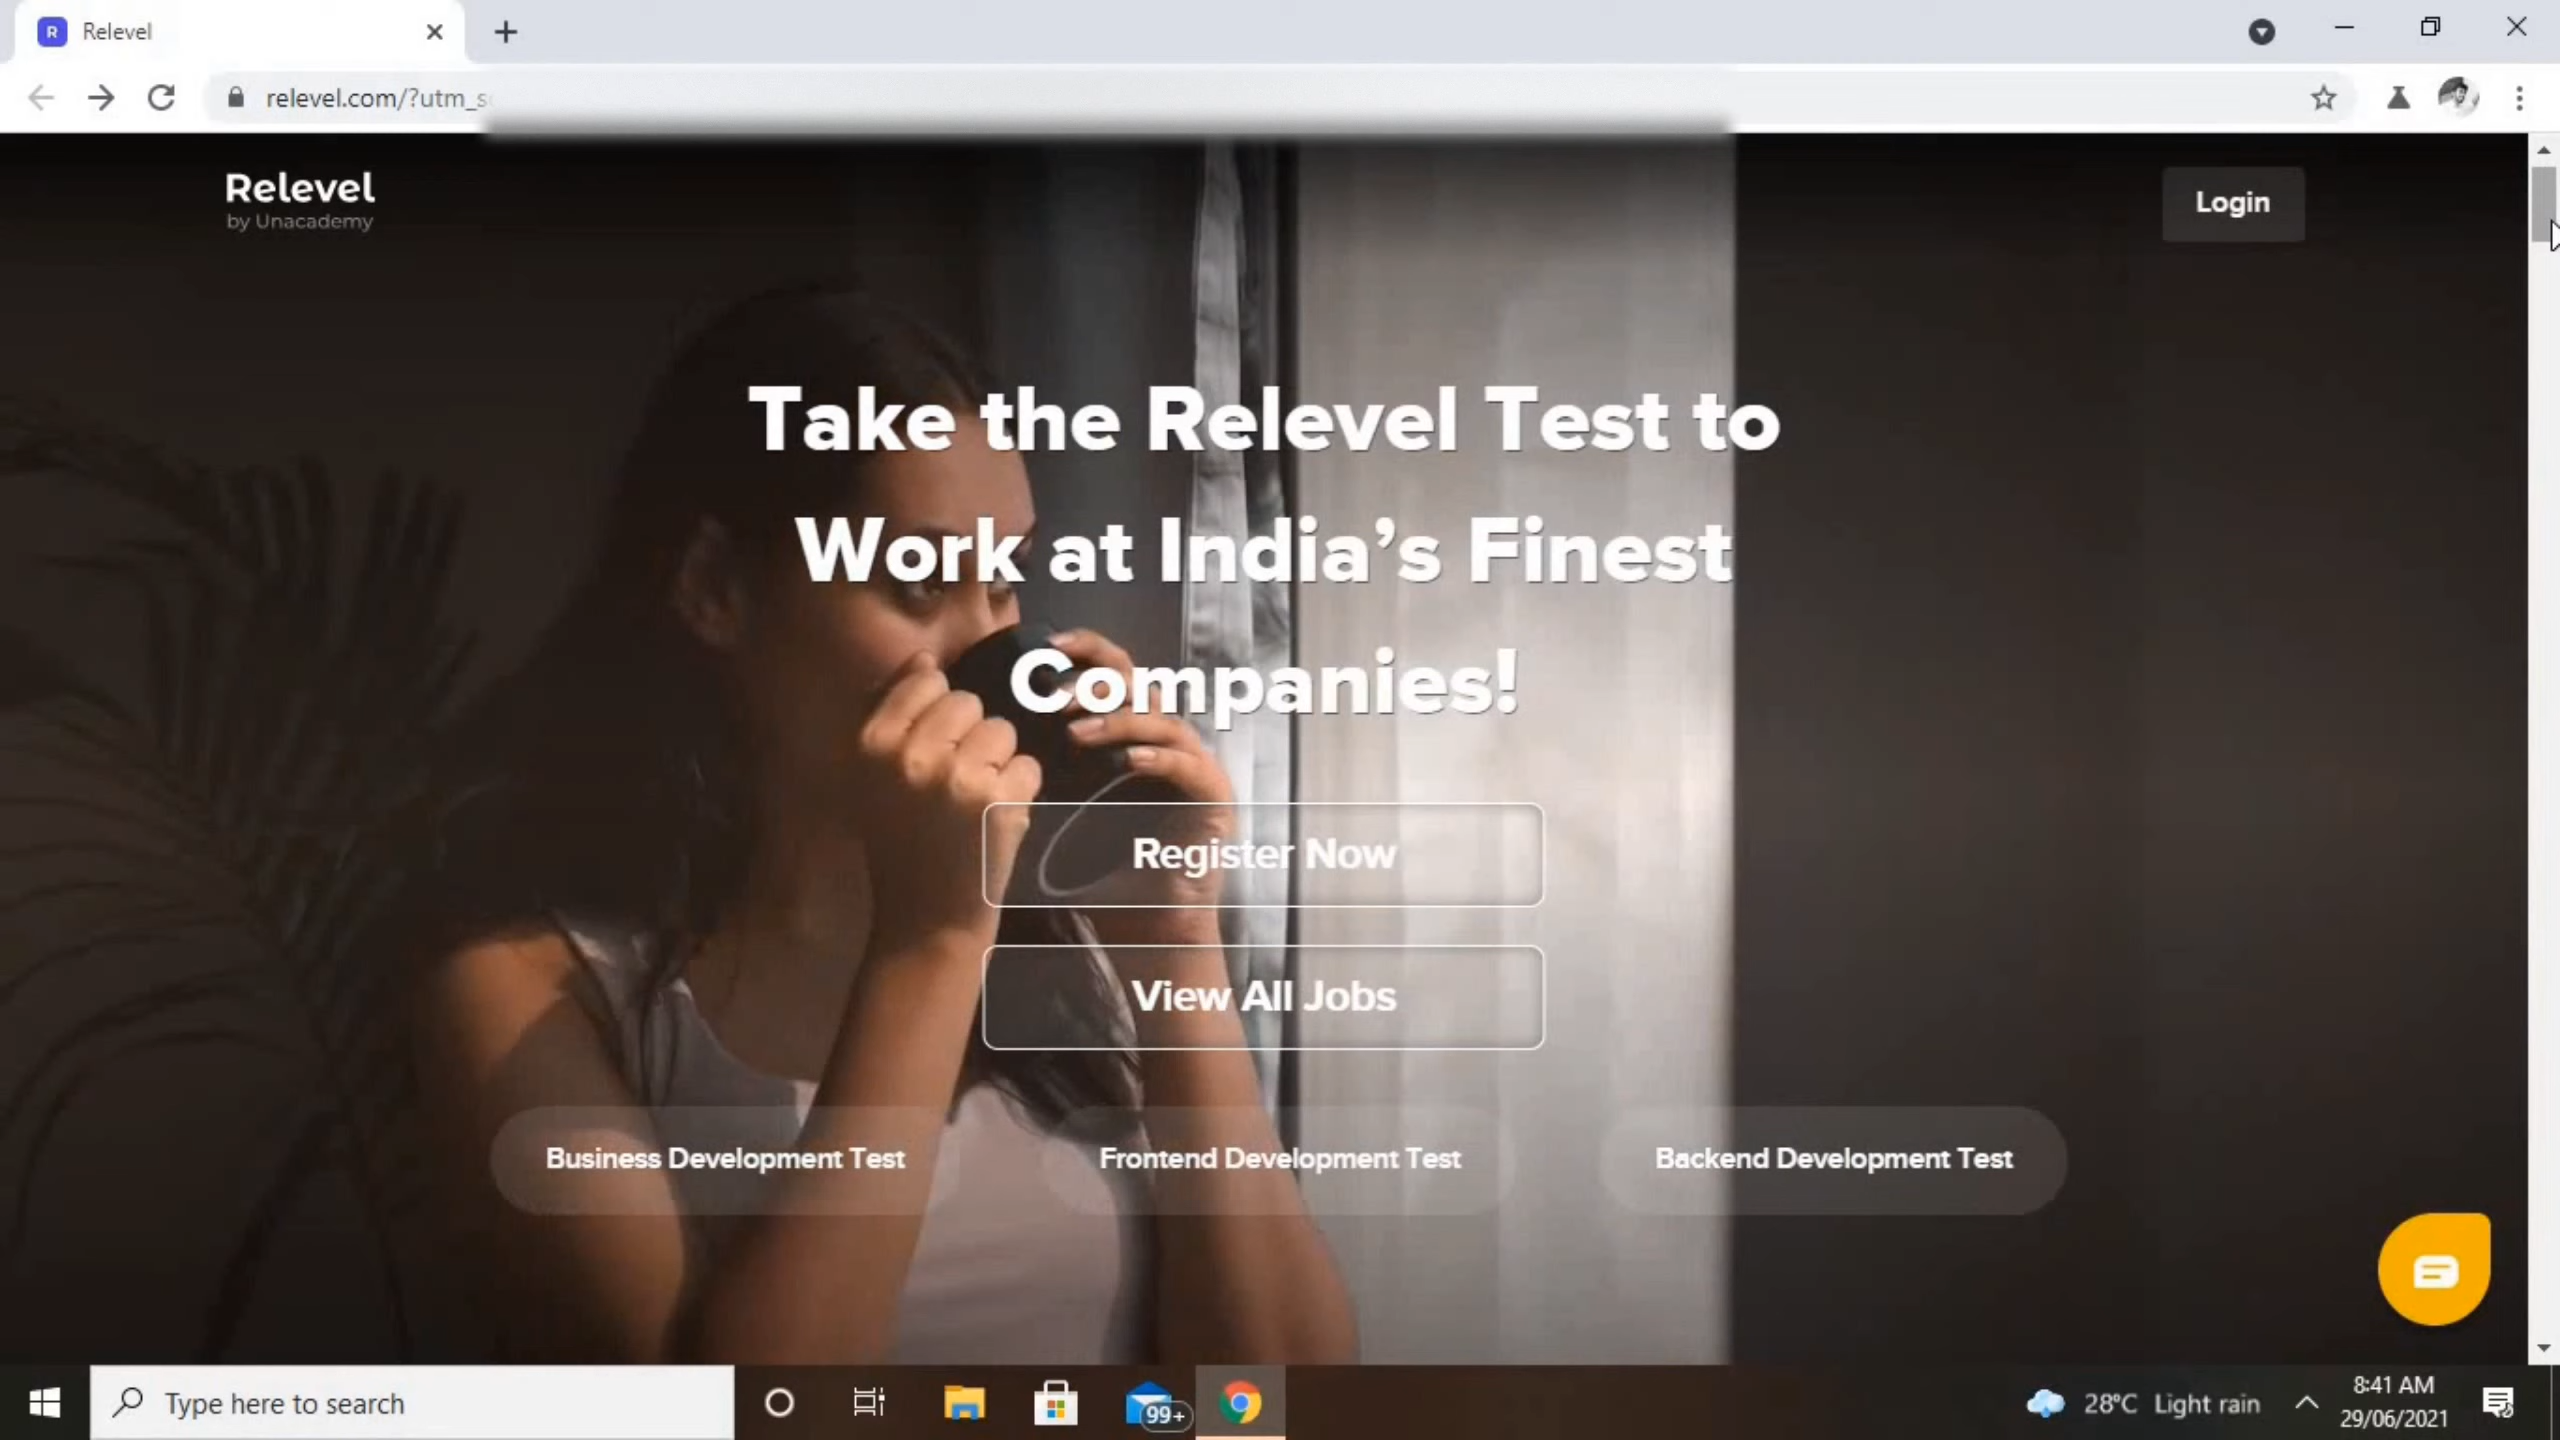 R Relevel
relevel.com/?utm_s
Relevel
by Unacademy
Login
Take the Relevel Test to
Work at India’s Finest
Companies!
Register Now
View All Jobs
Business Development Test
Frontend Development Test
Backend Development Test
Type here to search
99+
28°C Light rain
8:41 AM
29/06/2021